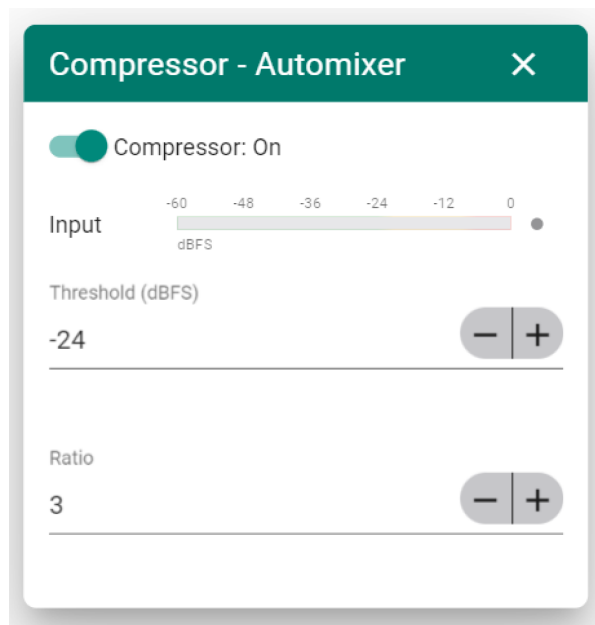 Compressor - Automixer ×
Compressor: On
-60 -48 -36 -24 -12 0
Input
dBFS
Threshold (dBFS)
-24 − +
Ratio
3 − +